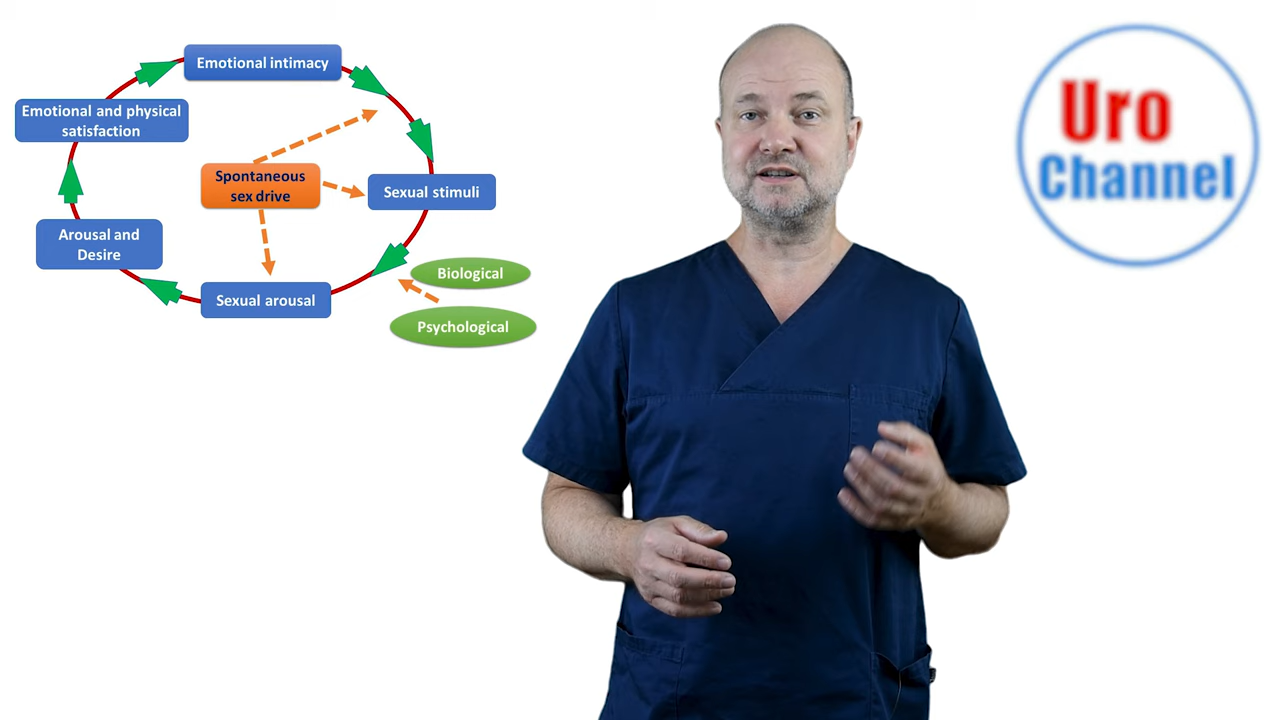 Emotional intimacy
Emotional and physical
satisfaction
Spontaneous
sex drive
Sexual stimuli
Arousal and
Desire
Sexual arousal
Biological
Psychological
Uro
Channel